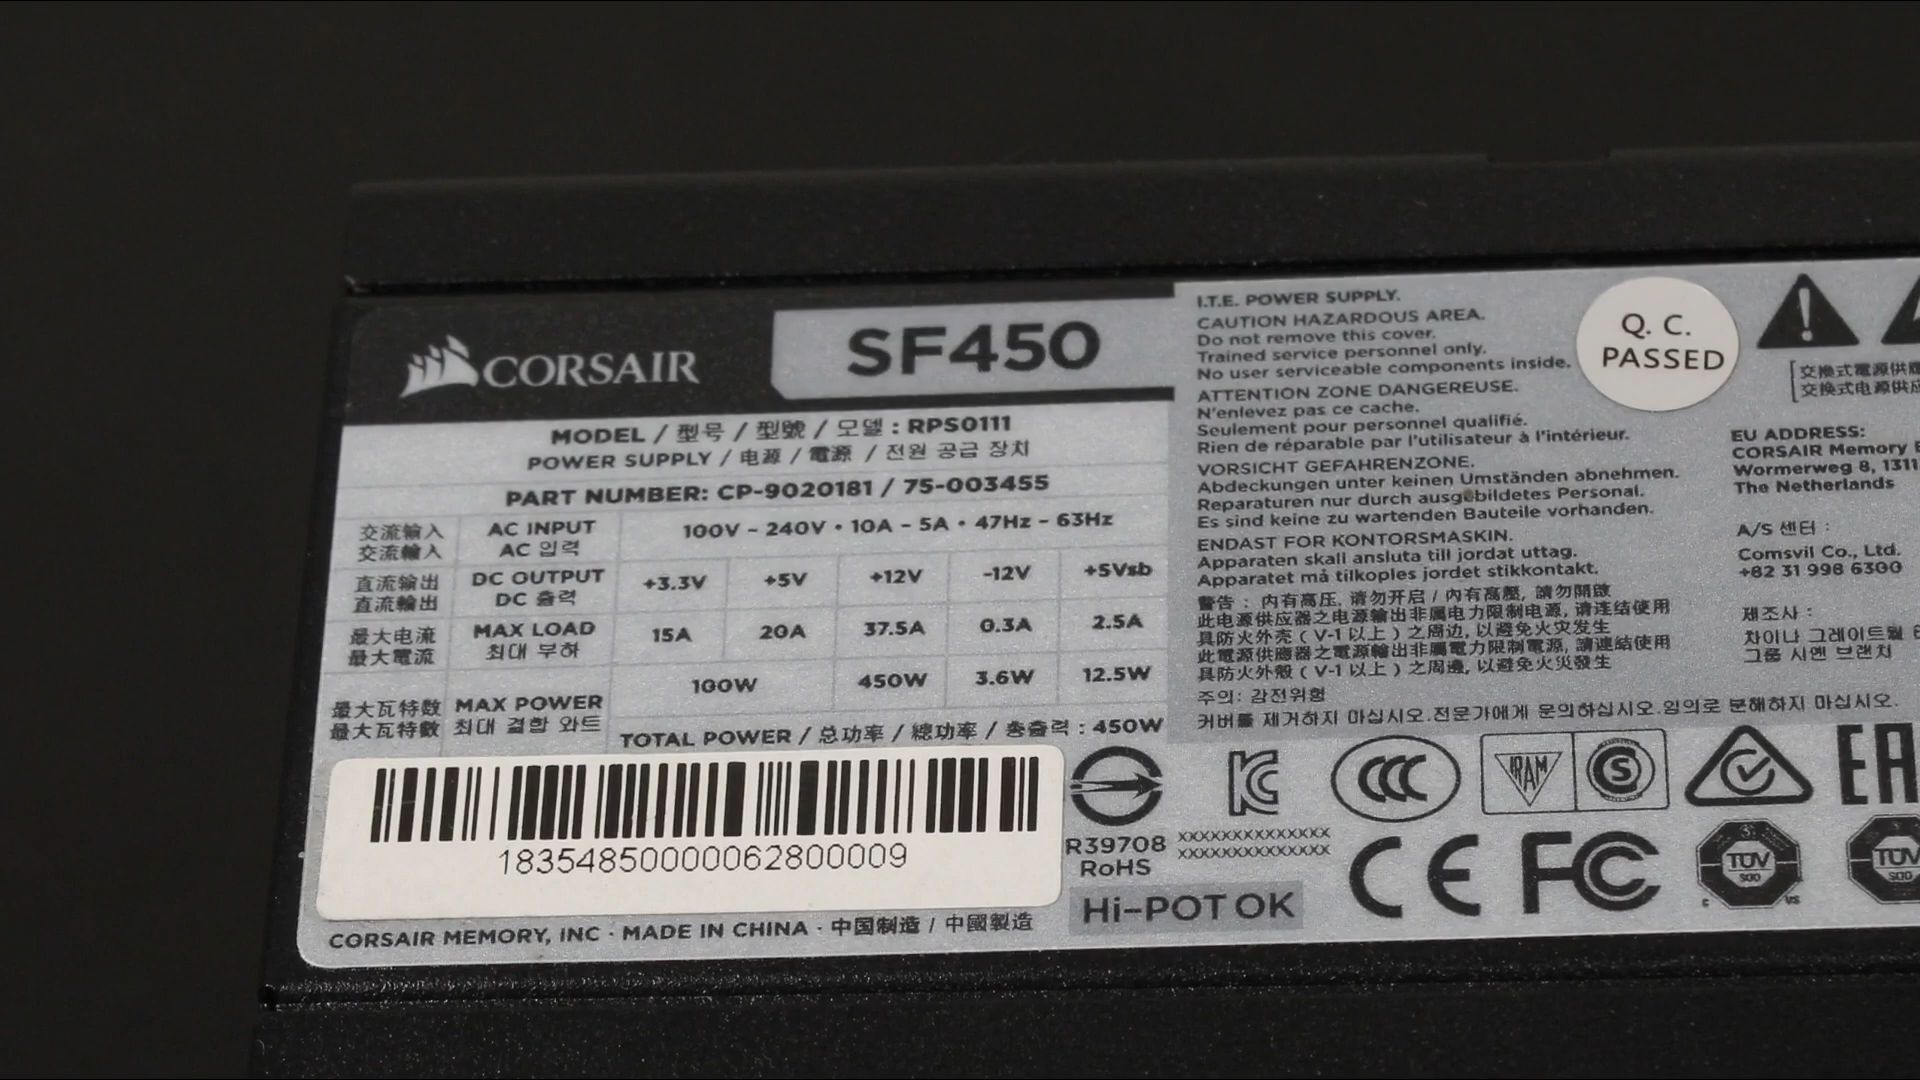 CORSAIR
SF450
MODEL / 型号 / 型號 / 모델 : RPS0111
POWER SUPPLY / 电源 / 電源 / 전원 공급 장치
PART NUMBER: CP-9020181 / 75-003455
交流输入 AC INPUT 100V - 240V • 10A - 5A • 47Hz - 63Hz
交流輸入 AC 입력
直流输出 DC OUTPUT +3.3V +5V +12V -12V +5Vsb
直流輸出 DC 출력
最大电流 MAX LOAD 15A 20A 37.5A 0.3A 2.5A
最大電流 최대 부하
最大瓦特数 MAX POWER 100W 450W 3.6W 12.5W
最大瓦特數 최대 결합 와트
TOTAL POWER / 总功率 / 總功率 / 총출력 : 450W
18354850000062800009
CORSAIR MEMORY, INC · MADE IN CHINA · 中国制造 / 中國製造
I.T.E. POWER SUPPLY.
CAUTION HAZARDOUS AREA.
Do not remove this cover.
Trained service personnel only.
No user serviceable components inside.
ATTENTION ZONE DANGEREUSE.
N'enlevez pas ce cache.
Seulement pour personnel qualifié.
Rien de réparable par l'utilisateur à l'intérieur.
VORSICHT GEFAHRENZONE.
Abdeckungen unter keinen Umständen abnehmen.
Reparaturen nur durch ausgebildetes Personal.
Es sind keine zu wartenden Bauteile vorhanden.
ENDAST FOR KONTORSMASKIN.
Apparaten skall ansluta till jordat uttag.
Apparatet må tilkoples jordet stikkontakt.
警告 : 内有高压, 请勿开启 / 內有高壓, 請勿開啟
此电源供应器之电源输出非属电力限制电源, 请连结使用
具防火外壳 ( V-1 以上 ) 之周边, 以避免火灾发生
此電源供應器之電源輸出非屬電力限制電源, 請連結使用
具防火外殼 ( V-1 以上 ) 之周邊, 以避免火災發生
주의: 감전위험
커버를 제거하지 마십시오.전문가에게 문의하십시오.임의로 분해하지 마십시오.
Q. C.
PASSED
交換式電源供
交换式电源供
EU ADDRESS:
CORSAIR Memory
Wormerweg 8, 1311
The Netherlands
A/S 센터 :
Comsvil Co., Ltd.
+82 31 998 6300
제조사 :
차이나 그레이트월
그룹 시엔 브랜치
R39708
RoHS
XXXXXXXXXXXXXX
XXXXXXXXXXXXXX
Hi-POT OK
CCC
IRAM
S
EAC
CE
FC
TÜV
SÜD
C US
TÜV
SÜD